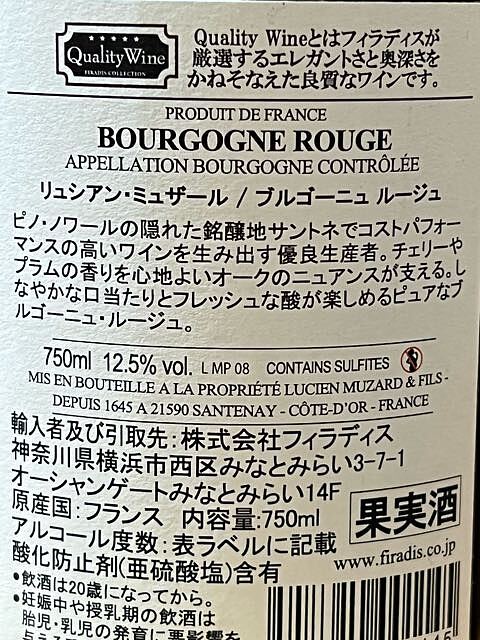 Quality Wine
FIRADIS COLLECTION
Quality Wineとはフィラディスが
厳選するエレガントさと奥深さを
かねそなえた良質なワインです。
PRODUIT DE FRANCE
BOURGOGNE ROUGE
APPELLATION BOURGOGNE CONTRÔLÉE
リュシアン・ミュザール / ブルゴーニュ ルージュ
ピノ・ノワールの隠れた銘醸地サントネでコストパフォー
マンスの高いワインを生み出す優良生産者。チェリーや
プラムの香りを心地よいオークのニュアンスが支える。し
なやかな口当たりとフレッシュな酸が楽しめるピュアなブ
ルゴーニュ・ルージュ。
750ml 12.5% vol. L MP 08 CONTAINS SULFITES
MIS EN BOUTEILLE A LA PROPRIÉTÉ LUCIEN MUZARD & FILS -
DEPUIS 1645 A 21590 SANTENAY - CÔTE-D'OR - FRANCE
輸入者及び引取先:株式会社フィラディス
神奈川県横浜市西区みなとみらい3-7-1
オーシャンゲートみなとみらい14F
原産国:フランス 内容量:750ml
アルコール度数:表ラベルに記載
酸化防止剤(亜硫酸塩)含有
果実酒
www.firadis.co.jp
•飲酒は20歳になってから。
•妊娠中や授乳期の飲酒は
胎児・乳児の発育に悪影響を